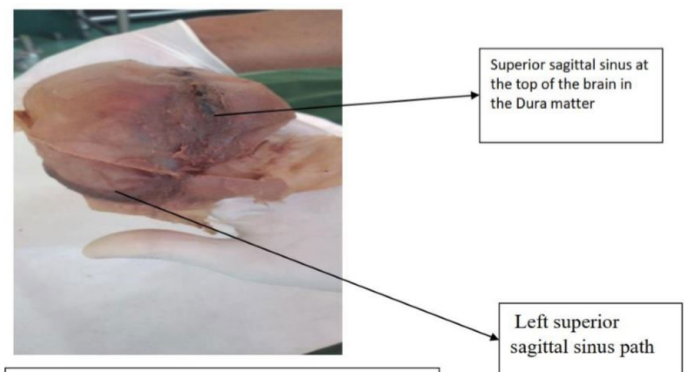 Superior sagittal sinus at
the top of the brain in
the Dura matter
Left superior
sagittal sinus path